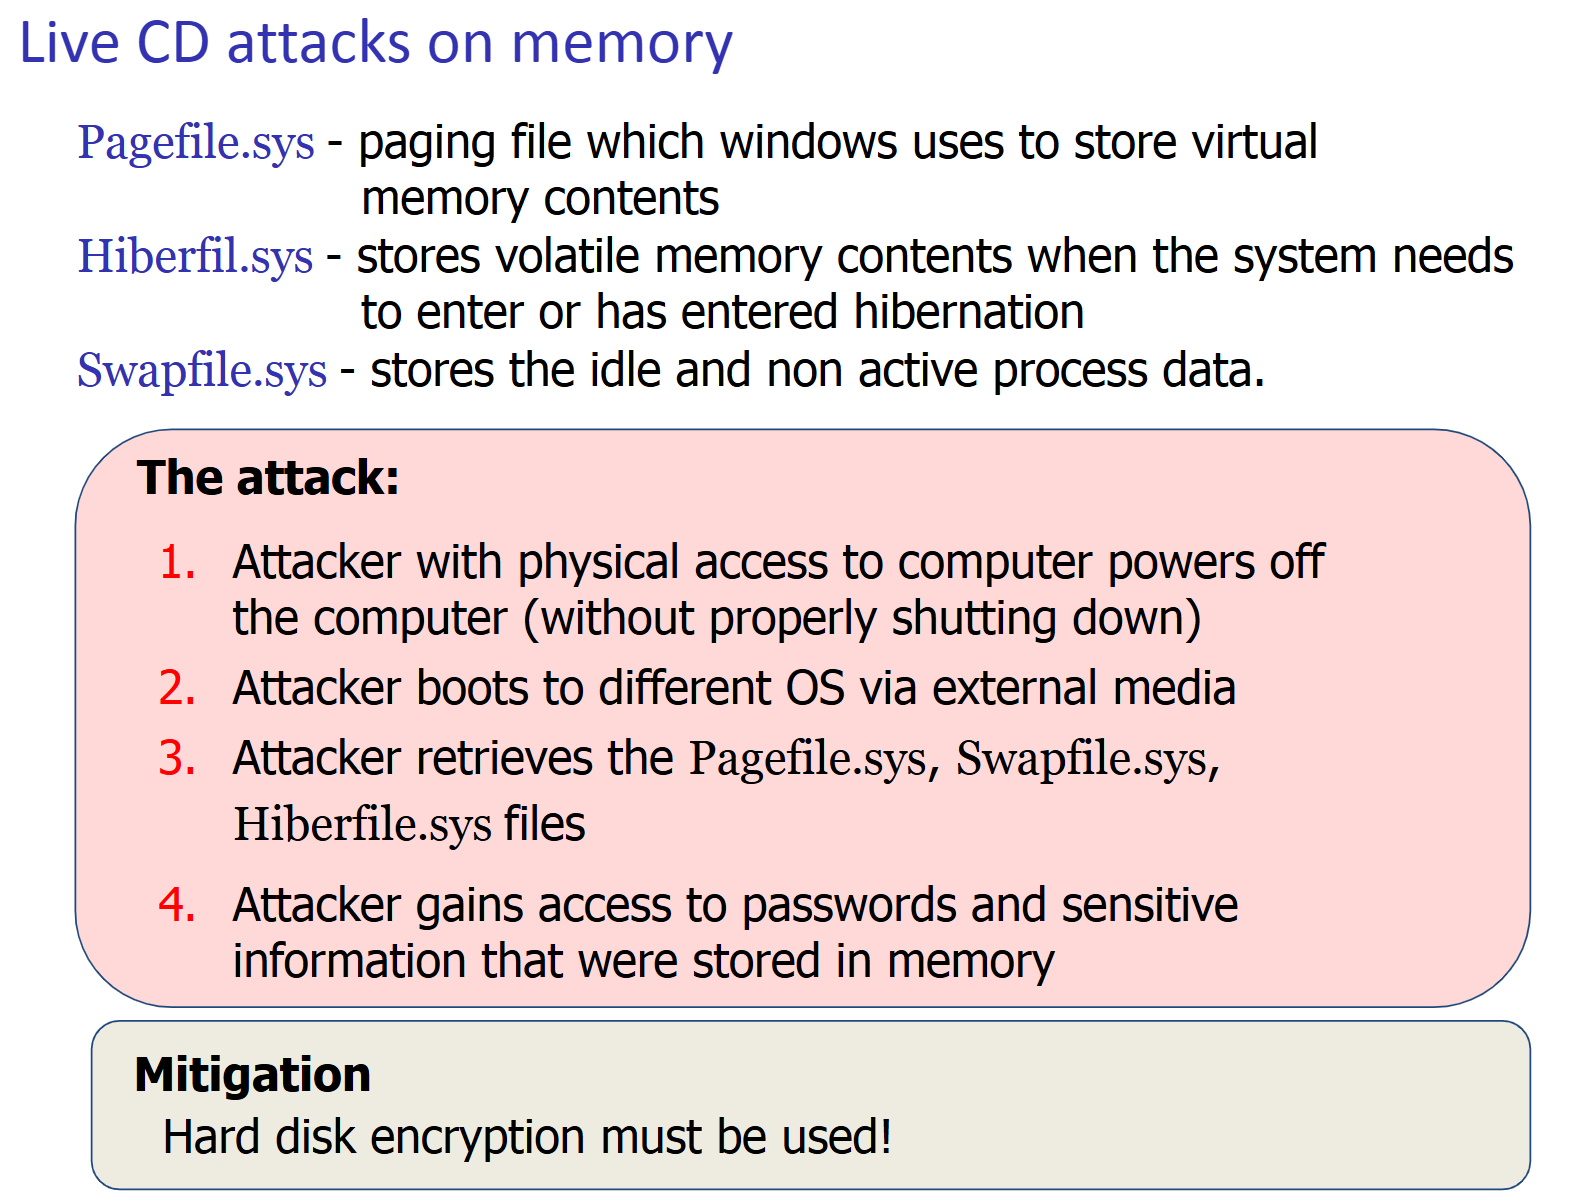 Live CD attacks on memory
Pagefile.sys - paging file which windows uses to store virtual
memory contents
Hiberfil.sys - stores volatile memory contents when the system needs
to enter or has entered hibernation
Swapfile.sys - stores the idle and non active process data.
The attack:
1. Attacker with physical access to computer powers off
the computer (without properly shutting down)
2. Attacker boots to different OS via external media
3. Attacker retrieves the Pagefile.sys, Swapfile.sys,
Hiberfile.sys files
4. Attacker gains access to passwords and sensitive
information that were stored in memory
Mitigation
Hard disk encryption must be used!